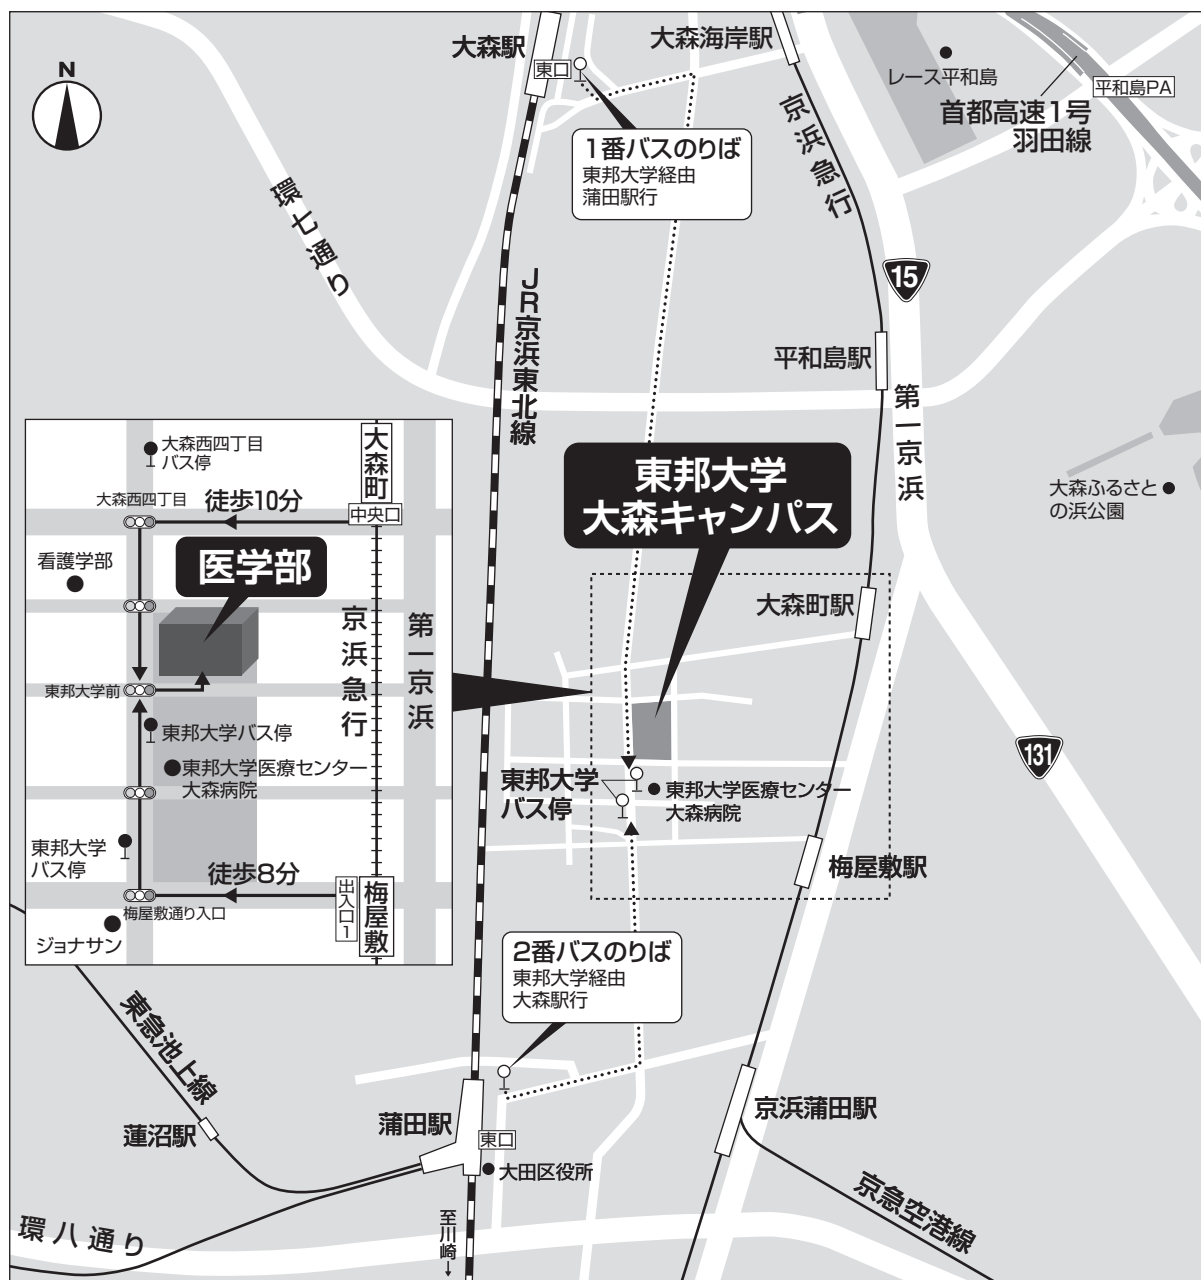 N
大森駅
東口
大森海岸駅
レース平和島
平和島PA
首都高速1号
羽田線
1番バスのりば
東邦大学経由
蒲田駅行
京浜急行
環七通り
JR京浜東北線
15
平和島駅
第一京浜
東邦大学
大森キャンパス
大森ふるさと
の浜公園
大森町駅
131
東邦大学
バス停
東邦大学医療センター
大森病院
梅屋敷駅
大森西四丁目
バス停
大森町
大森西四丁目
徒歩10分
中央口
看護学部
医学部
京浜急行
第一京浜
東邦大学前
東邦大学バス停
東邦大学医療センター
大森病院
東邦大学
バス停
徒歩8分
出入口1
梅屋敷
梅屋敷通り入口
ジョナサン
2番バスのりば
東邦大学経由
大森駅行
東急池上線
蓮沼駅
蒲田駅
東口
大田区役所
京浜蒲田駅
京急空港線
環八通り
至川崎